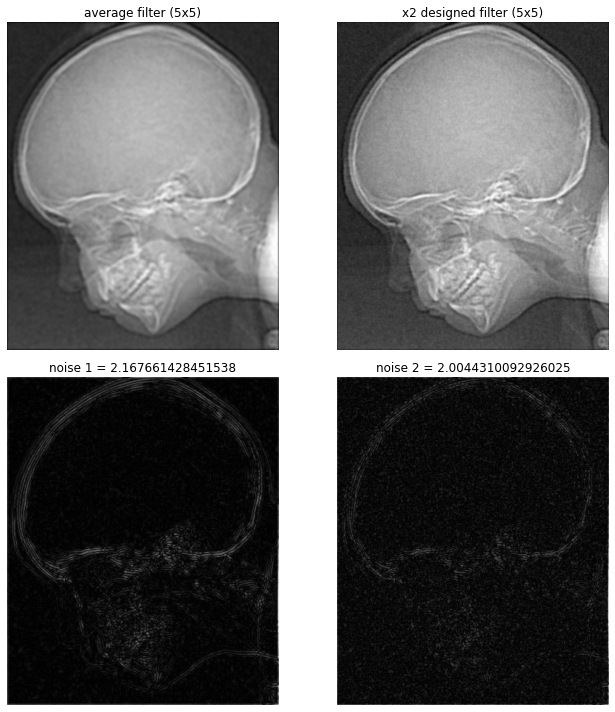 average filter (5x5)
x2 designed filter (5x5)
noise 1 = 2.167661428451538
noise 2 = 2.0044310092926025